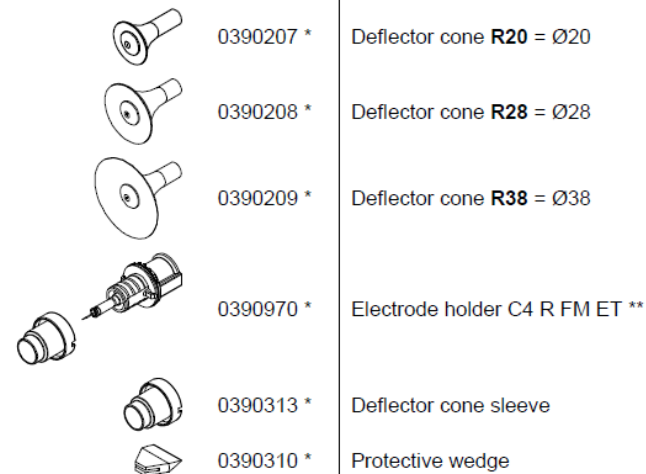 0390207 * Deflector cone R20 = Ø20
0390208 * Deflector cone R28 = Ø28
0390209 * Deflector cone R38 = Ø38
0390970 * Electrode holder C4 R FM ET **
0390313 * Deflector cone sleeve
0390310 * Protective wedge